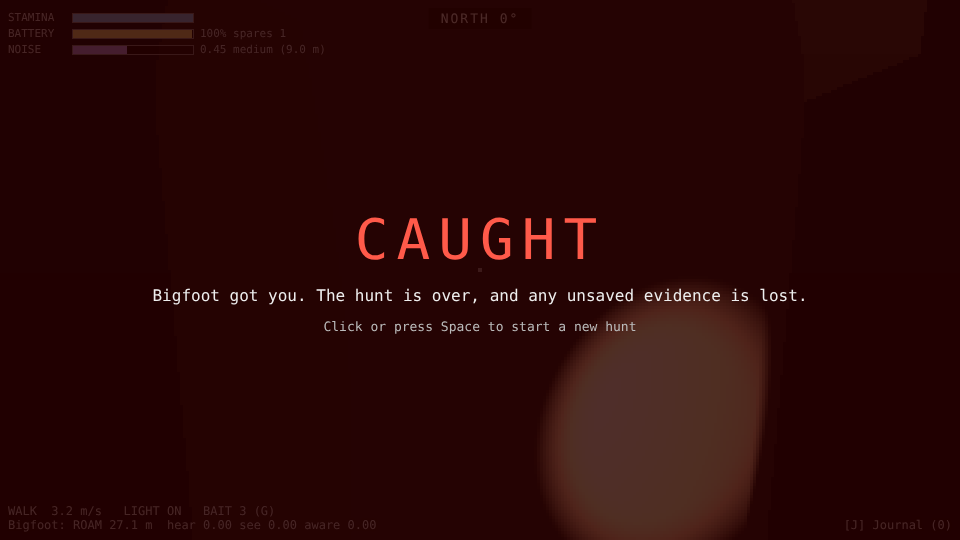 STAMINA
NORTH 0°
BATTERY 100% spares 1
NOISE 0.45 medium (9.0 m)
CAUGHT
Bigfoot got you. The hunt is over, and any unsaved evidence is lost.
Click or press Space to start a new hunt
WALK 3.2 m/s LIGHT ON BAIT 3 (G)
Bigfoot: ROAM 27.1 m hear 0.00 see 0.00 aware 0.00
[J] Journal (0)